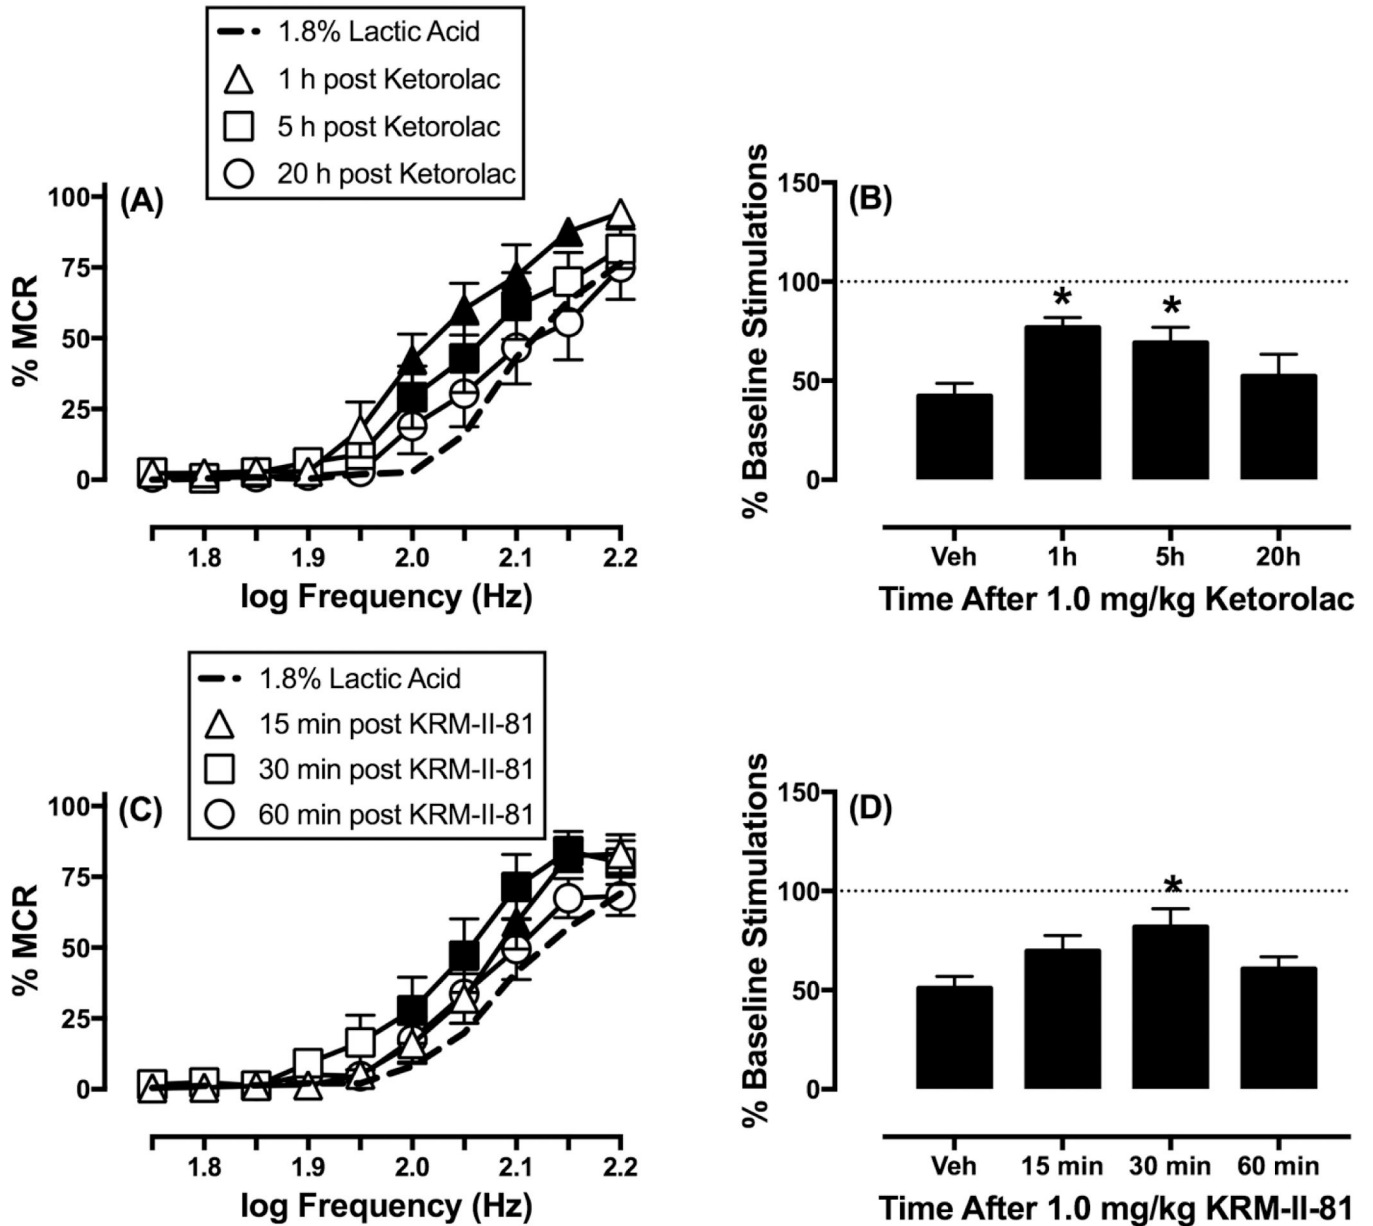 1.8% Lactic Acid
1 h post Ketorolac
5 h post Ketorolac
20 h post Ketorolac
(A)
% MCR
100
75
50
25
0
1.8 1.9 2.0 2.1 2.2
log Frequency (Hz)
(B)
% Baseline Stimulations
150
100
50
0
* *
Veh 1h 5h 20h
Time After 1.0 mg/kg Ketorolac
1.8% Lactic Acid
15 min post KRM-II-81
30 min post KRM-II-81
60 min post KRM-II-81
(C)
% MCR
100
75
50
25
0
1.8 1.9 2.0 2.1 2.2
log Frequency (Hz)
(D)
% Baseline Stimulations
150
100
50
0
*
Veh 15 min 30 min 60 min
Time After 1.0 mg/kg KRM-II-81